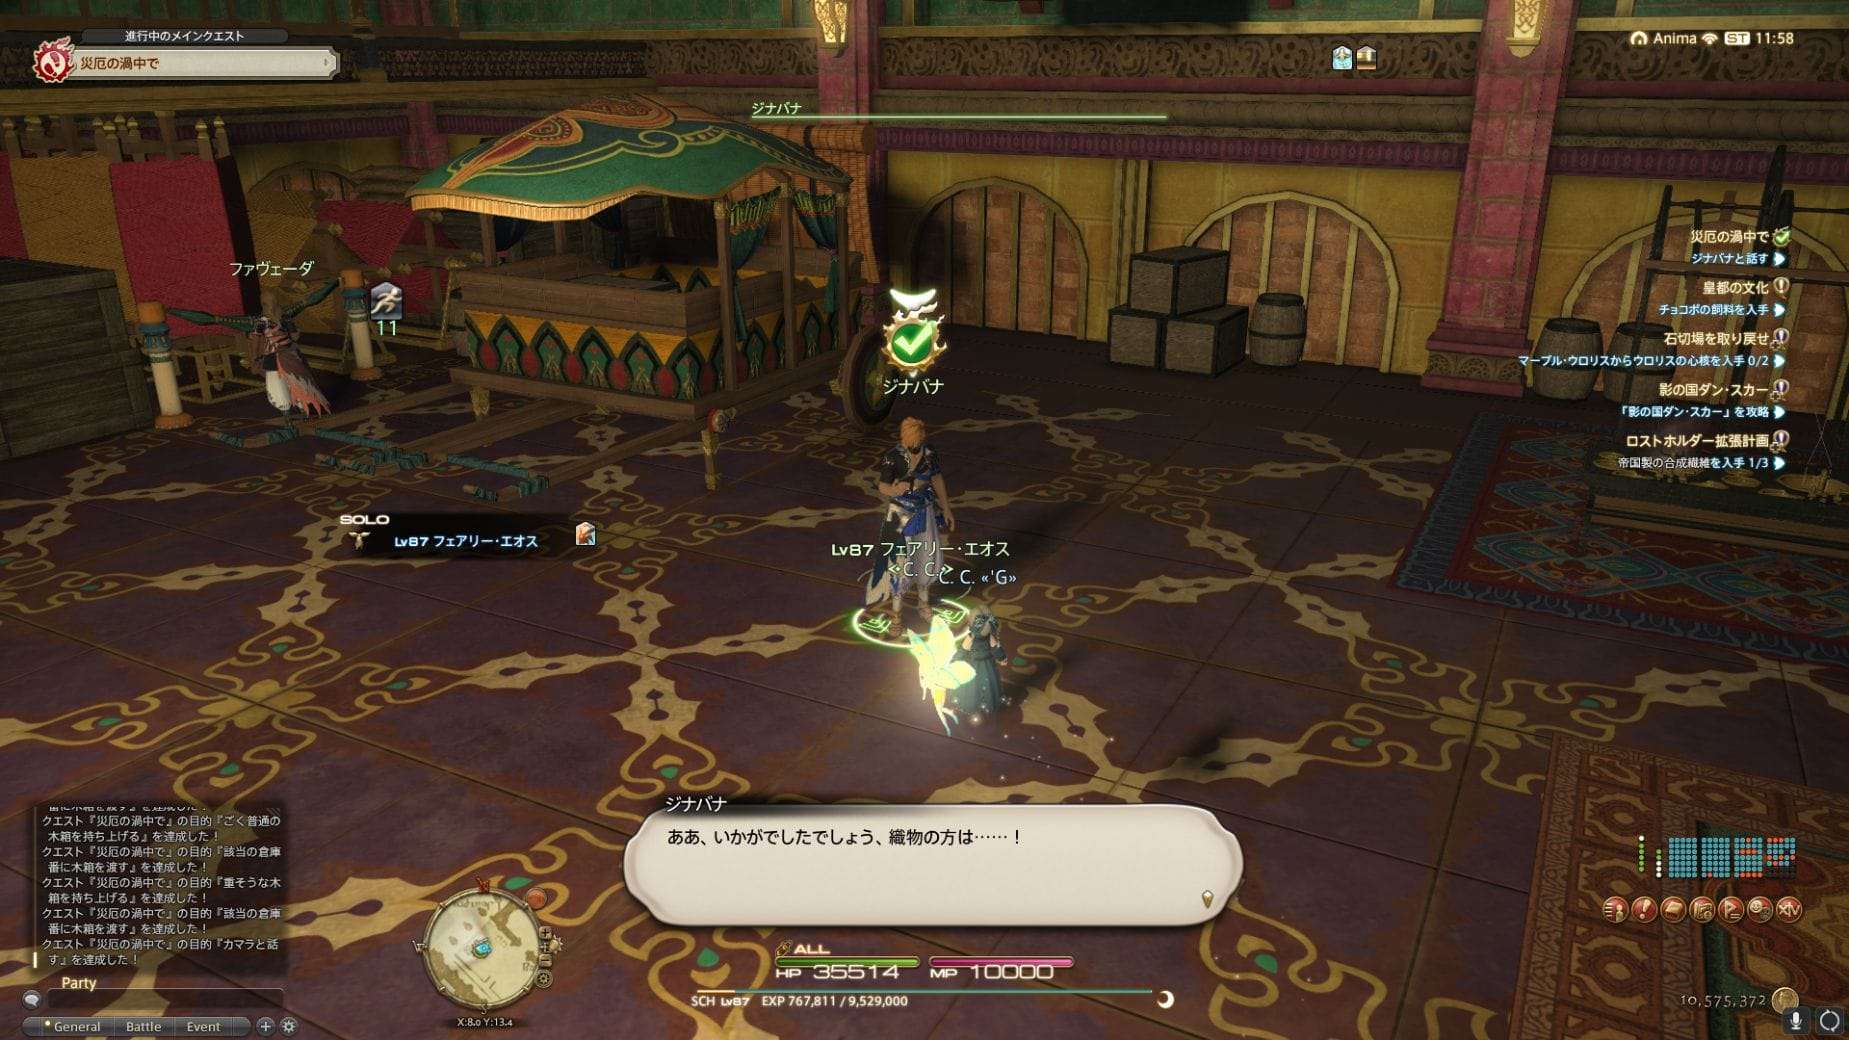 進行中のメインクエスト
災厄の渦中で
Anima ST 11:58
ジナバナ
ファヴェーダ
11
ジナバナ
災厄の渦中で
ジナバナと話す
皇都の文化
チョコボの飼料を入手
石切場を取り戻せ
マーブル・ウロリスからウロリスの心核を入手 0/2
影の国ダン・スカー
「影の国ダン・スカー」を攻略
ロストホルダー拡張計画
帝国製の合成繊維を入手 1/3
SOLO
Lv87 フェアリー・エオス
Lv87 フェアリー・エオス
«C. C.»
C. C. «'G»
ジナバナ
ああ、いかがでしたでしょう、織物の方は……！
番に木箱を渡す』を達成した！
クエスト『災厄の渦中で』の目的『ごく普通の
木箱を持ち上げる』を達成した！
クエスト『災厄の渦中で』の目的『該当の倉庫
番に木箱を渡す』を達成した！
クエスト『災厄の渦中で』の目的『重そうな木
箱を持ち上げる』を達成した！
クエスト『災厄の渦中で』の目的『該当の倉庫
番に木箱を渡す』を達成した！
クエスト『災厄の渦中で』の目的『カマラと話
す』を達成した！
Party
General Battle Event
X:8.0 Y:13.4
ALL
HP 35514 MP 10000
SCH Lv87 EXP 767,811 / 9,529,000
XIV
10,575,372